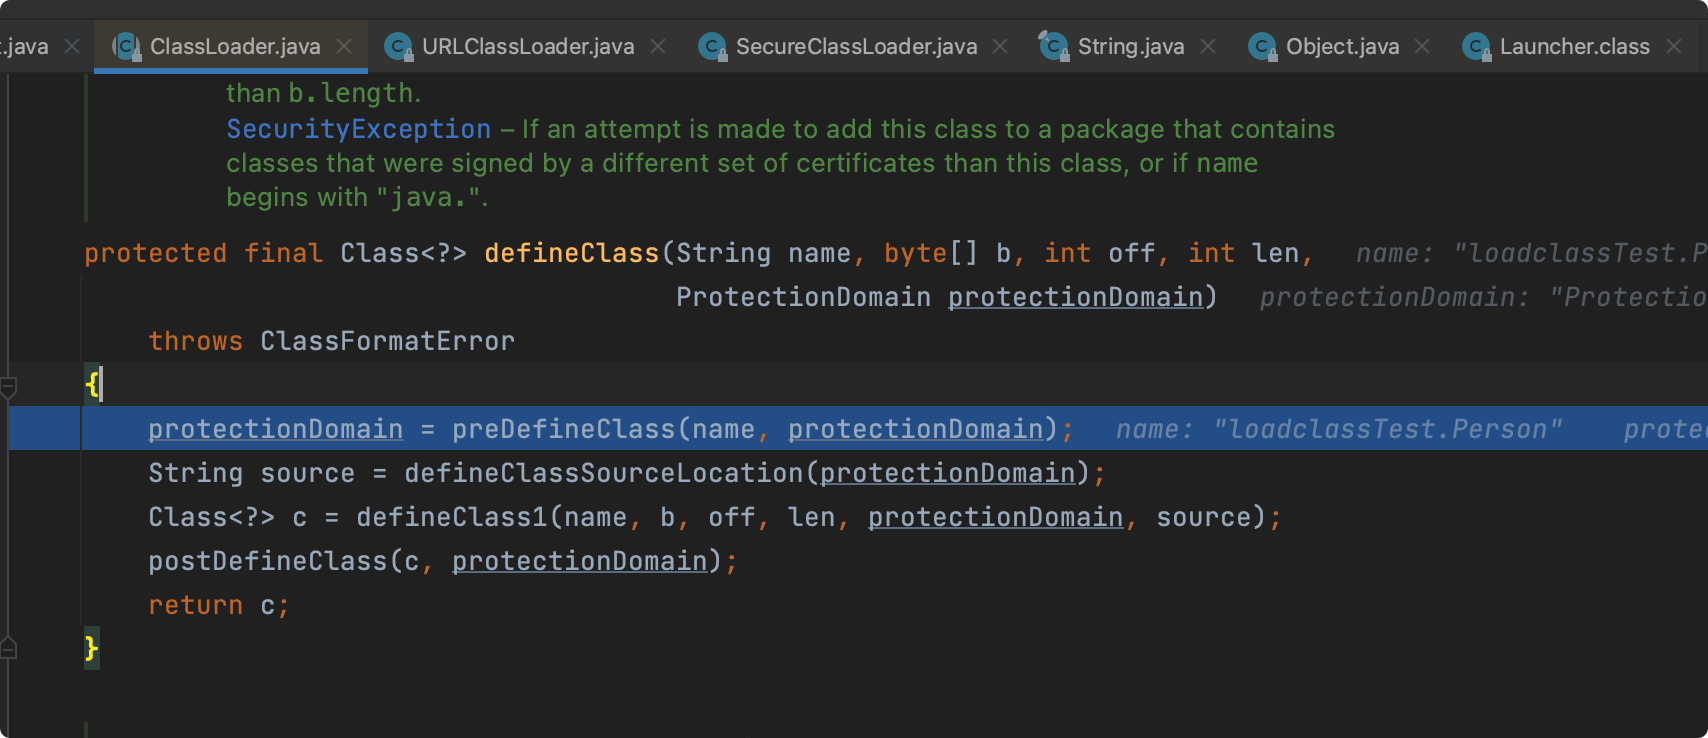 .java ClassLoader.java URLClassLoader.java SecureClassLoader.java String.java Object.java Launcher.class
than b.length.
SecurityException – If an attempt is made to add this class to a package that contains
classes that were signed by a different set of certificates than this class, or if name
begins with "java.".
protected final Class<?> defineClass(String name, byte[] b, int off, int len, name: "loadclassTest.P
ProtectionDomain protectionDomain) protectionDomain: "Protectio
throws ClassFormatError
{
protectionDomain = preDefineClass(name, protectionDomain); name: "loadclassTest.Person" protec
String source = defineClassSourceLocation(protectionDomain);
Class<?> c = defineClass1(name, b, off, len, protectionDomain, source);
postDefineClass(c, protectionDomain);
return c;
}